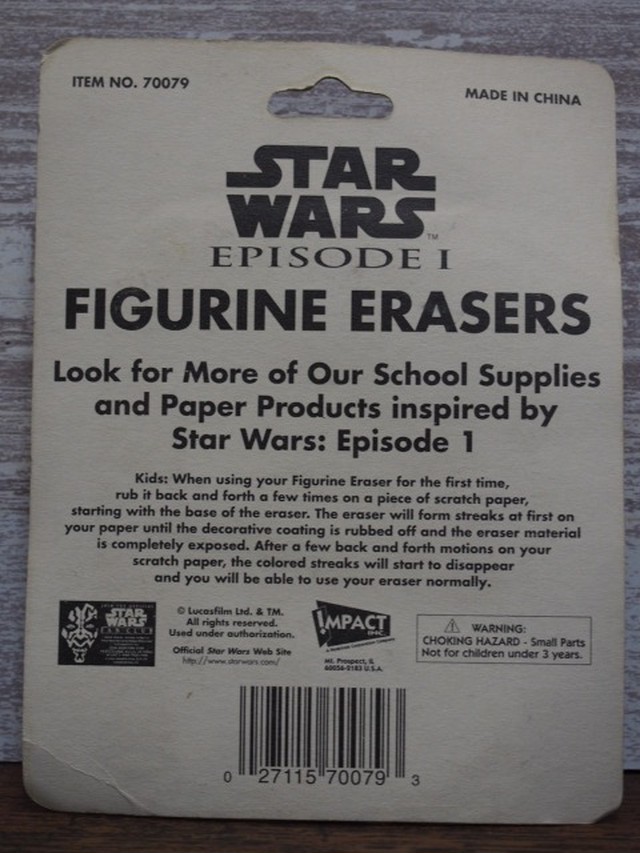 ITEM NO. 70079
MADE IN CHINA
STAR
WARS
TM
EPISODE I
FIGURINE ERASERS
Look for More of Our School Supplies
and Paper Products inspired by
Star Wars: Episode 1
Kids: When using your Figurine Eraser for the first time,
rub it back and forth a few times on a piece of scratch paper,
starting with the base of the eraser. The eraser will form streaks at first on
your paper until the decorative coating is rubbed off and the eraser material
is completely exposed. After a few back and forth motions on your
scratch paper, the colored streaks will start to disappear
and you will be able to use your eraser normally.
STAR
WARS
FAN CLUB
© Lucasfilm Ltd. & TM.
All rights reserved.
Used under authorization.
Official Star Wars Web Site
http://www.starwars.com/
IMPACT
INC.
Mt. Prospect, IL
60056-0183 U.S.A.
WARNING:
CHOKING HAZARD - Small Parts
Not for children under 3 years.
0 27115 70079 3